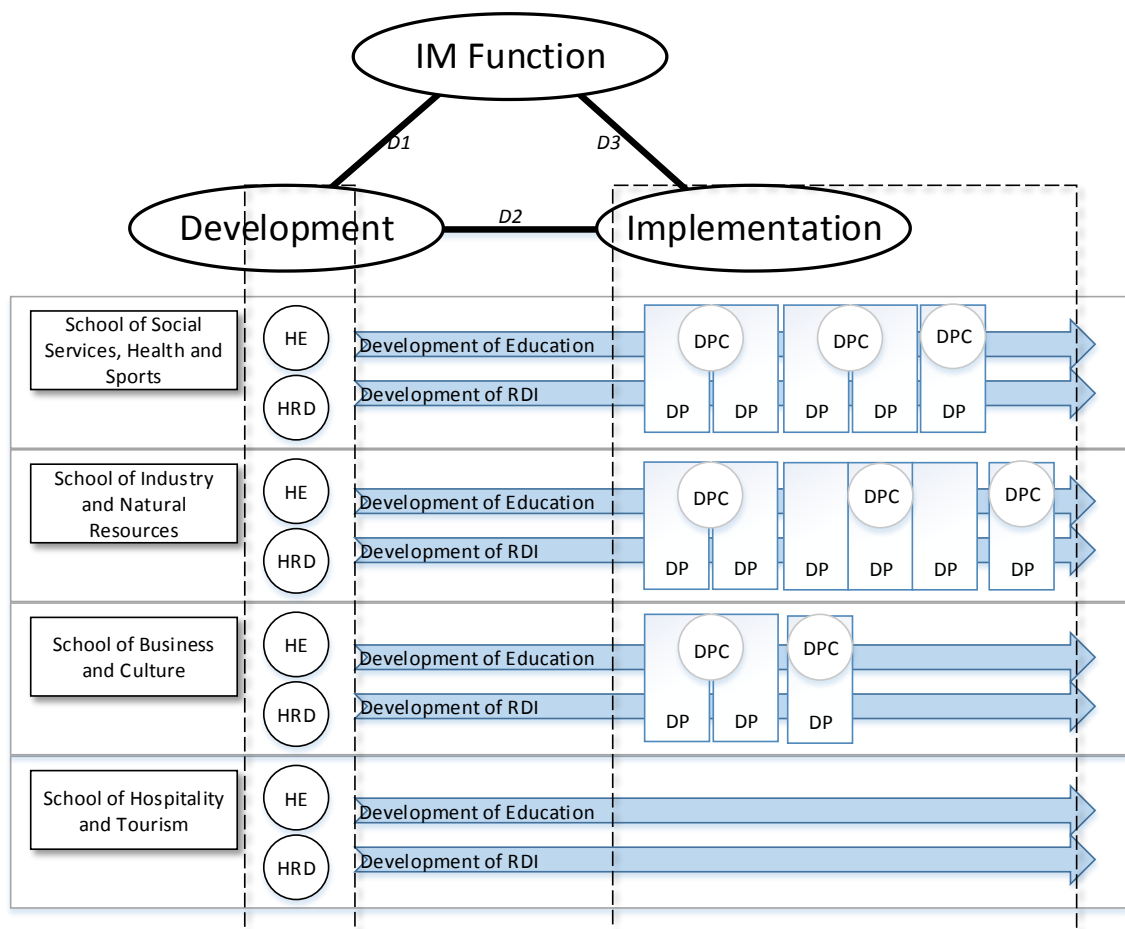 IM Function
D1
D3
Development
D2
Implementation
School of Social
Services, Health and
Sports
HE
Development of Education
DPC
DPC
DPC
HRD
Development of RDI
DP
DP
DP
DP
DP
School of Industry
and Natural
Resources
HE
Development of Education
DPC
DPC
DPC
HRD
Development of RDI
DP
DP
DP
DP
DP
DP
School of Business
and Culture
HE
Development of Education
DPC
DPC
HRD
Development of RDI
DP
DP
DP
School of Hospitality
and Tourism
HE
Development of Education
HRD
Development of RDI